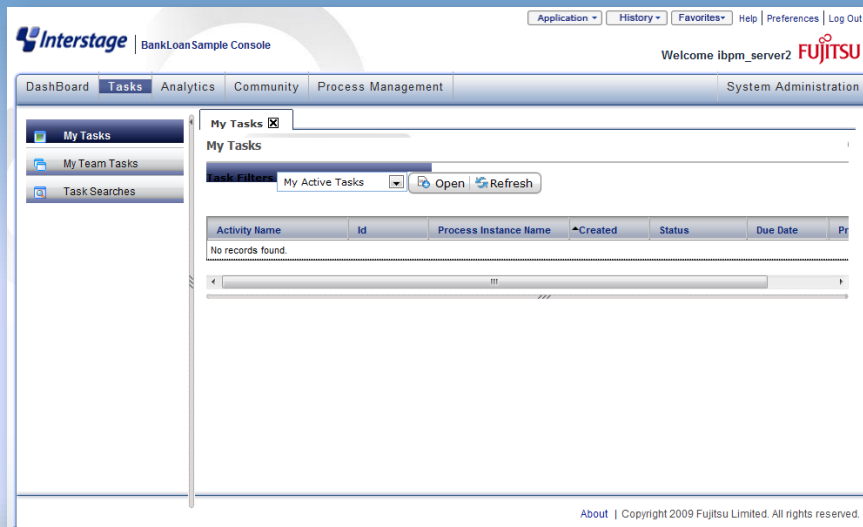 Application History Favorites Help Preferences Log Out
Interstage BankLoanSample Console
Welcome ibpm_server2 FUJITSU
DashBoard Tasks Analytics Community Process Management System Administration
My Tasks
My Team Tasks
Task Searches
My Tasks
My Tasks
Task Filters My Active Tasks Open Refresh
Activity Name Id Process Instance Name Created Status Due Date Pr
No records found.
About | Copyright 2009 Fujitsu Limited. All rights reserved.